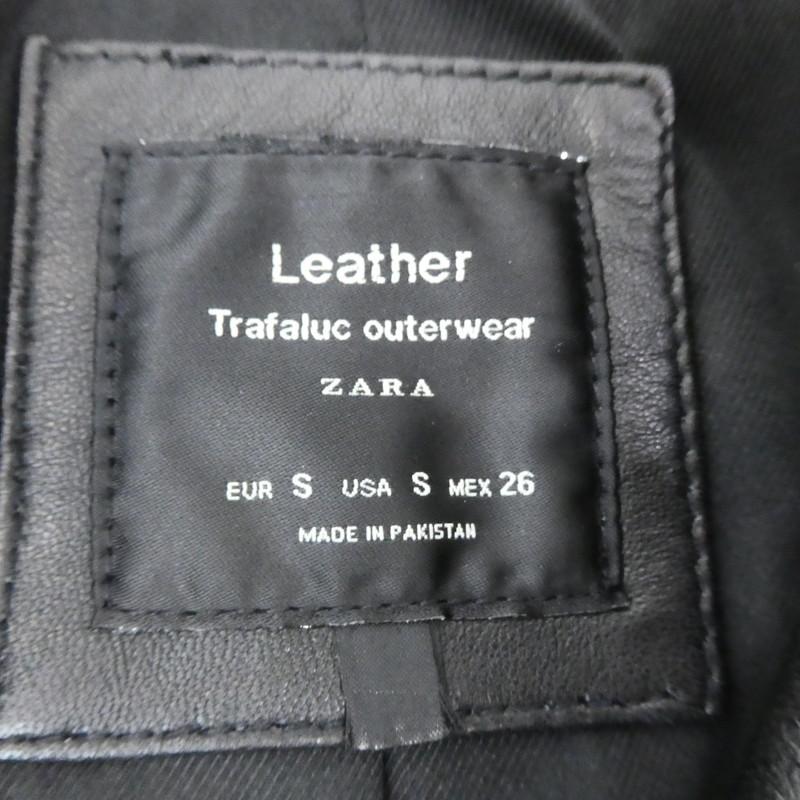 Leather
Trafaluc outerwear
ZARA
EUR S USA S MEX 26
MADE IN PAKISTAN